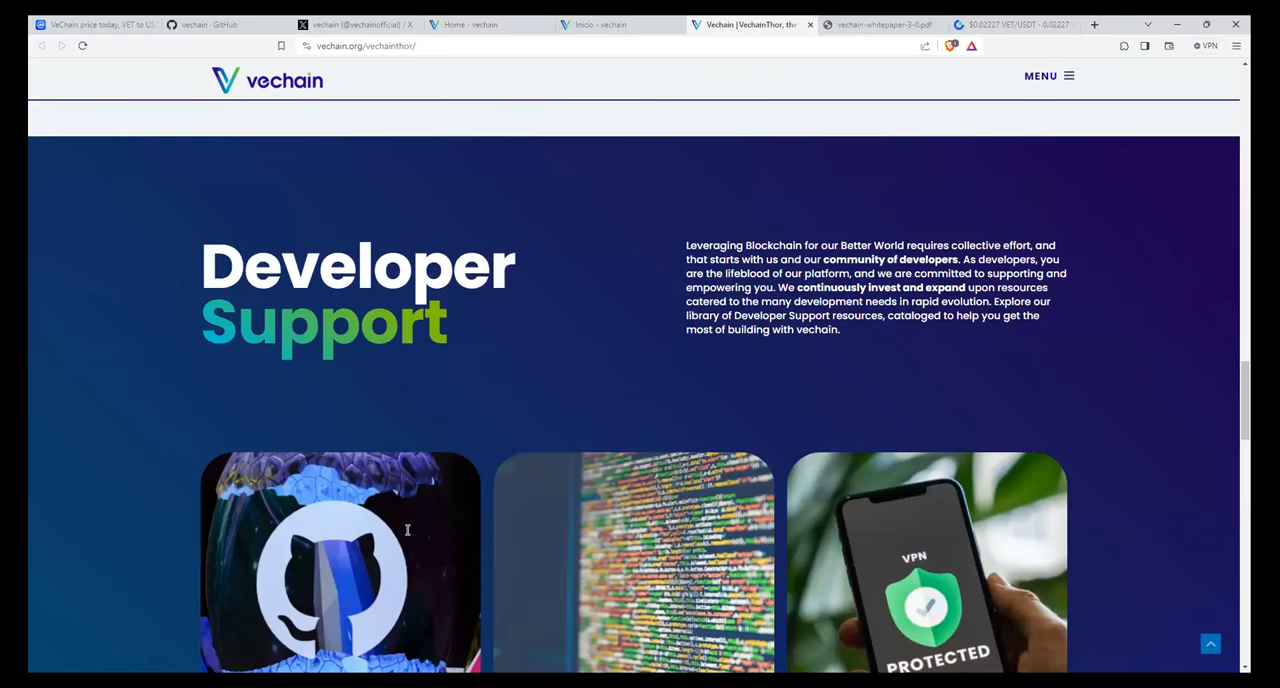 VeChain price today, VET to US
vechain · GitHub
vechain (@vechainofficial) / X
Home - vechain
Inicio - vechain
Vechain | VechainThor, the
vechain-whitepaper-3-0.pdf
$0.02227 VET/USDT - 0.02227
vechain.org/vechainthor/
VPN
vechain
MENU
Developer
Support
Leveraging Blockchain for our Better World requires collective effort, and
that starts with us and our community of developers. As developers, you
are the lifeblood of our platform, and we are committed to supporting and
empowering you. We continuously invest and expand upon resources
catered to the many development needs in rapid evolution. Explore our
library of Developer Support resources, cataloged to help you get the
most of building with vechain.
VPN
PROTECTED